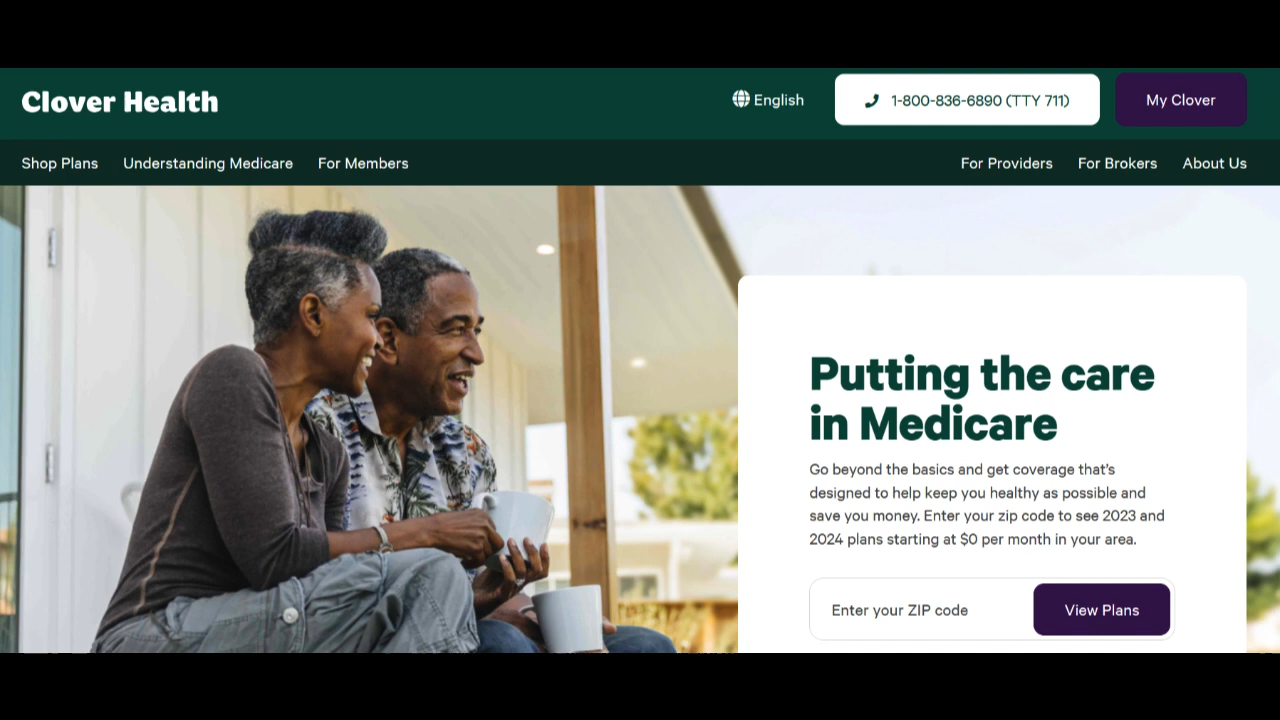 Clover Health
English
1-800-836-6890 (TTY 711)
My Clover
Shop Plans
Understanding Medicare
For Members
For Providers
For Brokers
About Us
Putting the care
in Medicare
Go beyond the basics and get coverage that's
designed to help keep you healthy as possible and
save you money. Enter your zip code to see 2023 and
2024 plans starting at $0 per month in your area.
Enter your ZIP code
View Plans